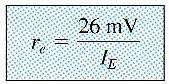 r_e = 26 mV / I_E